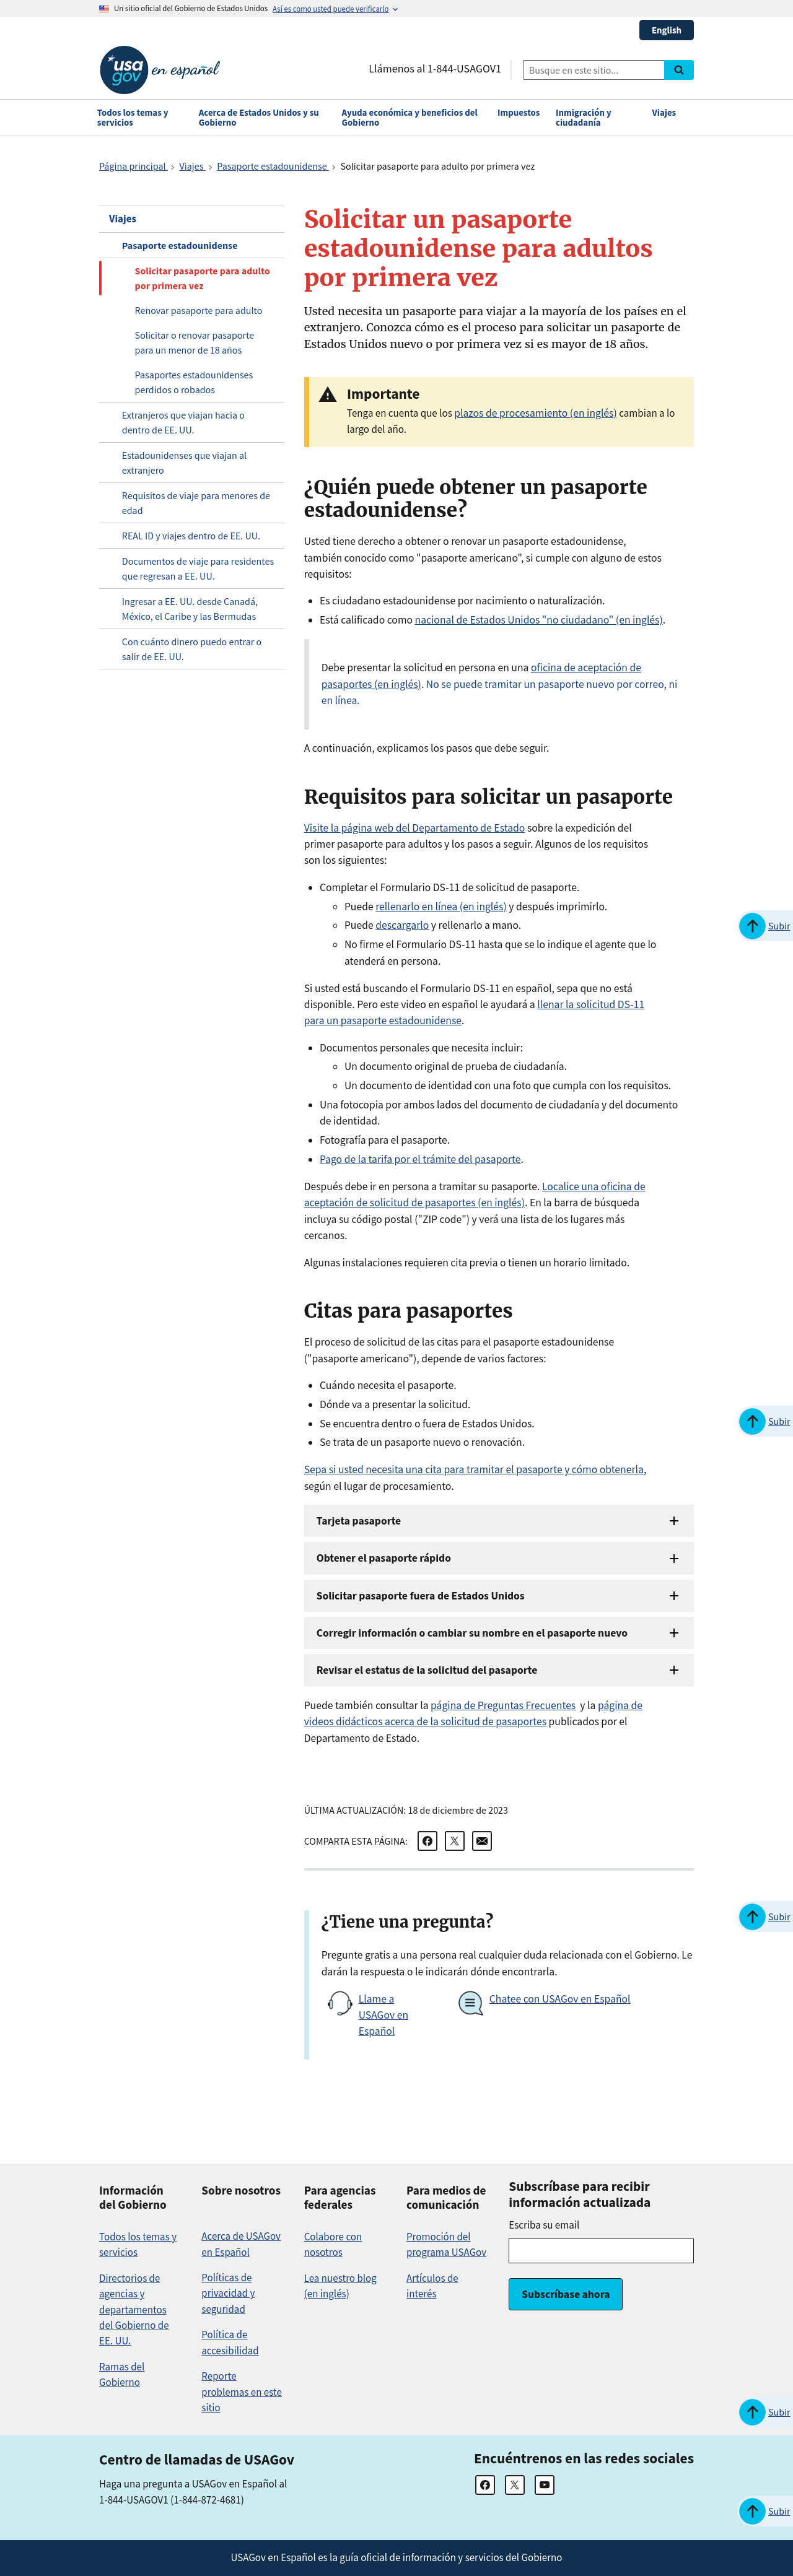 Un sitio oficial del Gobierno de Estados Unidos Así es como usted puede verificarlo
English
usa gov en español
Llámenos al 1-844-USAGOV1
Busque en este sitio...
Todos los temas y servicios
Acerca de Estados Unidos y su Gobierno
Ayuda económica y beneficios del Gobierno
Impuestos
Inmigración y ciudadanía
Viajes
Página principal > Viajes > Pasaporte estadounidense > Solicitar pasaporte para adulto por primera vez
Viajes
Pasaporte estadounidense
Solicitar pasaporte para adulto
por primera vez
Renovar pasaporte para adulto
Solicitar o renovar pasaporte
para un menor de 18 años
Pasaportes estadounidenses
perdidos o robados
Extranjeros que viajan hacia o
dentro de EE. UU.
Estadounidenses que viajan al
extranjero
Requisitos de viaje para menores de
edad
REAL ID y viajes dentro de EE. UU.
Documentos de viaje para residentes
que regresan a EE. UU.
Ingresar a EE. UU. desde Canadá,
México, el Caribe y las Bermudas
Con cuánto dinero puedo entrar o
salir de EE. UU.
Solicitar un pasaporte
estadounidense para adultos
por primera vez
Usted necesita un pasaporte para viajar a la mayoría de los países en el
extranjero. Conozca cómo es el proceso para solicitar un pasaporte de
Estados Unidos nuevo o por primera vez si es mayor de 18 años.
Importante
Tenga en cuenta que los plazos de procesamiento (en inglés) cambian a lo
largo del año.
¿Quién puede obtener un pasaporte
estadounidense?
Usted tiene derecho a obtener o renovar un pasaporte estadounidense,
también conocido como "pasaporte americano”, si cumple con alguno de estos
requisitos:
• Es ciudadano estadounidense por nacimiento o naturalización.
• Está calificado como nacional de Estados Unidos "no ciudadano" (en inglés).
Debe presentar la solicitud en persona en una oficina de aceptación de
pasaportes (en inglés). No se puede tramitar un pasaporte nuevo por correo, ni
en línea.
A continuación, explicamos los pasos que debe seguir.
Requisitos para solicitar un pasaporte
Visite la página web del Departamento de Estado sobre la expedición del
primer pasaporte para adultos y los pasos a seguir. Algunos de los requisitos
son los siguientes:
• Completar el Formulario DS-11 de solicitud de pasaporte.
◦ Puede rellenarlo en línea (en inglés) y después imprimirlo.
◦ Puede descargarlo y rellenarlo a mano.
◦ No firme el Formulario DS-11 hasta que se lo indique el agente que lo
atenderá en persona.
Si usted está buscando el Formulario DS-11 en español, sepa que no está
disponible. Pero este video en español le ayudará a llenar la solicitud DS-11
para un pasaporte estadounidense.
• Documentos personales que necesita incluir:
◦ Un documento original de prueba de ciudadanía.
◦ Un documento de identidad con una foto que cumpla con los requisitos.
• Una fotocopia por ambos lados del documento de ciudadanía y del documento
de identidad.
• Fotografía para el pasaporte.
• Pago de la tarifa por el trámite del pasaporte.
Después debe ir en persona a tramitar su pasaporte. Localice una oficina de
aceptación de solicitud de pasaportes (en inglés). En la barra de búsqueda
incluya su código postal ("ZIP code") y verá una lista de los lugares más
cercanos.
Algunas instalaciones requieren cita previa o tienen un horario limitado.
Citas para pasaportes
El proceso de solicitud de las citas para el pasaporte estadounidense
("pasaporte americano"), depende de varios factores:
• Cuándo necesita el pasaporte.
• Dónde va a presentar la solicitud.
• Se encuentra dentro o fuera de Estados Unidos.
• Se trata de un pasaporte nuevo o renovación.
Sepa si usted necesita una cita para tramitar el pasaporte y cómo obtenerla,
según el lugar de procesamiento.
Tarjeta pasaporte
Obtener el pasaporte rápido
Solicitar pasaporte fuera de Estados Unidos
Corregir información o cambiar su nombre en el pasaporte nuevo
Revisar el estatus de la solicitud del pasaporte
Puede también consultar la página de Preguntas Frecuentes y la página de
videos didácticos acerca de la solicitud de pasaportes publicados por el
Departamento de Estado.
ÚLTIMA ACTUALIZACIÓN: 18 de diciembre de 2023
COMPARTA ESTA PÁGINA:
¿Tiene una pregunta?
Pregunte gratis a una persona real cualquier duda relacionada con el Gobierno. Le
darán la respuesta o le indicarán dónde encontrarla.
Llame a
USAGov en
Español
Chatee con USAGov en Español
Subir
Subir
Subir
Subir
Subir
Información
del Gobierno
Todos los temas y
servicios
Directorios de
agencias y
departamentos
del Gobierno de
EE. UU.
Ramas del
Gobierno
Sobre nosotros
Acerca de USAGov
en Español
Políticas de
privacidad y
seguridad
Política de
accesibilidad
Reporte
problemas en este
sitio
Para agencias
federales
Colabore con
nosotros
Lea nuestro blog
(en inglés)
Para medios de
comunicación
Promoción del
programa USAGov
Artículos de
interés
Subscríbase para recibir
información actualizada
Escriba su email
Subscríbase ahora
Centro de llamadas de USAGov
Haga una pregunta a USAGov en Español al
1-844-USAGOV1 (1-844-872-4681)
Encuéntrenos en las redes sociales
USAGov en Español es la guía oficial de información y servicios del Gobierno